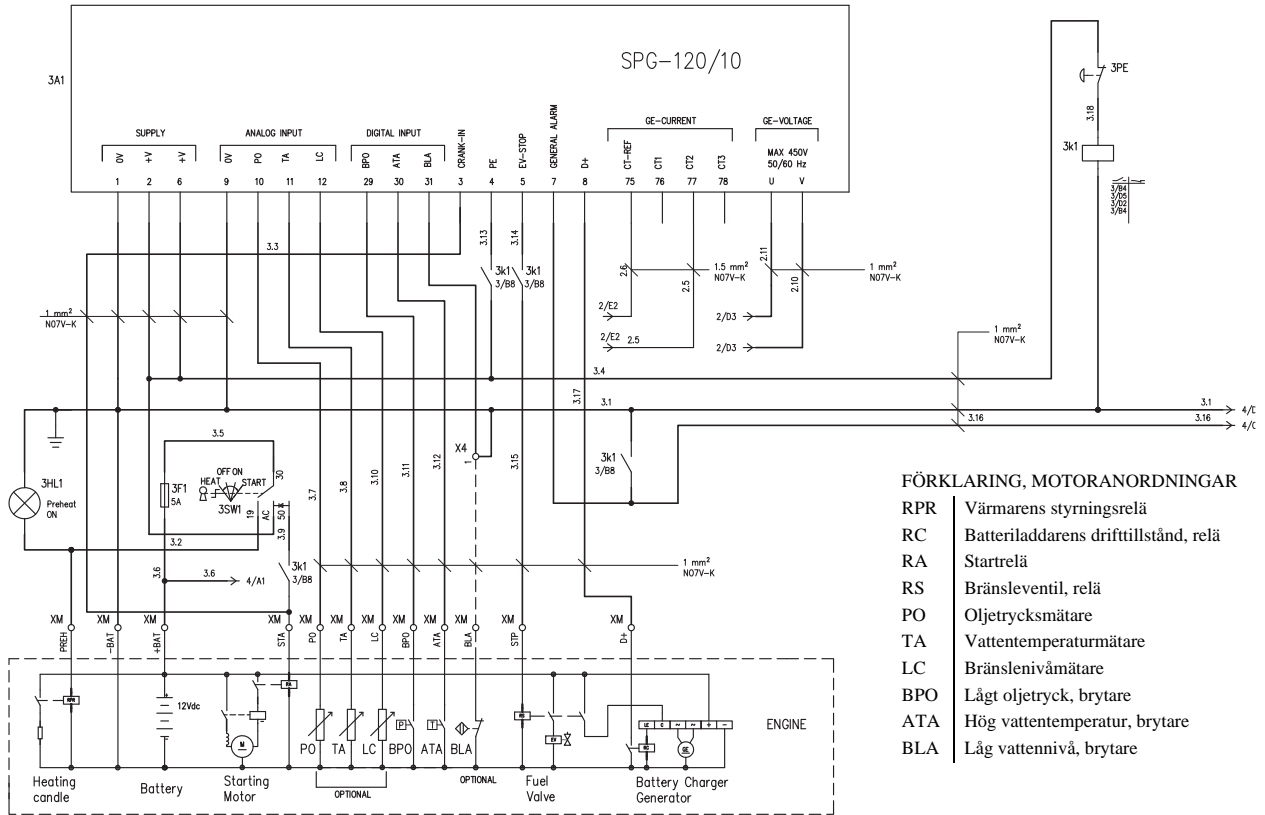 SPG-120/10
3A1
3PE
3.18
3k1
3/B4
3/D5
3/D2
3/B4
SUPPLY
ANALOG INPUT
DIGITAL INPUT
GE-CURRENT
GE-VOLTAGE
MAX 450V
50/60 Hz
0V +V +V 0V PO TA LC BPO ATA BLA CRANK-IN PE EV-STOP GENERAL ALARM D+ CT-REF CT1 CT2 CT3 U V
1 2 6 9 10 11 12 29 30 31 3 4 5 7 8 75 76 77 78
3.3
3.13
3.14
3k1
3/B8
3k1
3/B8
2.6
2.5
1.5 mm²
N07V-K
2.11
2.10
1 mm²
N07V-K
1 mm²
N07V-K
2/E2
2/E2
2.5
2/D3
2/D3
1 mm²
N07V-K
3.4
3.17
3.1
3.1
4/D
3.16
3.16
4/C
3HL1
Preheat
ON
3.5
3F1
5A
OFF ON
HEAT
START
3SW1
30
19
AC
50
3.9
3.2
3.6
3.6
4/A1
3k1
3/B8
3.7
3.8
3.10
3.11
3.12
X4
1
3.15
3k1
3/B8
1 mm²
N07V-K
XM XM XM XM XM XM XM XM XM XM XM XM
PREH -BAT +BAT STA PO TA LC BPO ATA BLA STP D+
RPR
12Vdc
M
RA
P
T
PO TA LC BPO ATA BLA
RS
EV
GE
RC
ENGINE
Heating
candle
Battery
Starting
Motor
OPTIONAL
OPTIONAL
Fuel
Valve
Battery Charger
Generator
FÖRKLARING, MOTORANORDNINGAR
RPR Värmarens styrningsrelä
RC Batteriladdarens drifttillstånd, relä
RA Startrelä
RS Bränsleventil, relä
PO Oljetrycksmätare
TA Vattentemperaturmätare
LC Bränslenivåmätare
BPO Lågt oljetryck, brytare
ATA Hög vattentemperatur, brytare
BLA Låg vattennivå, brytare